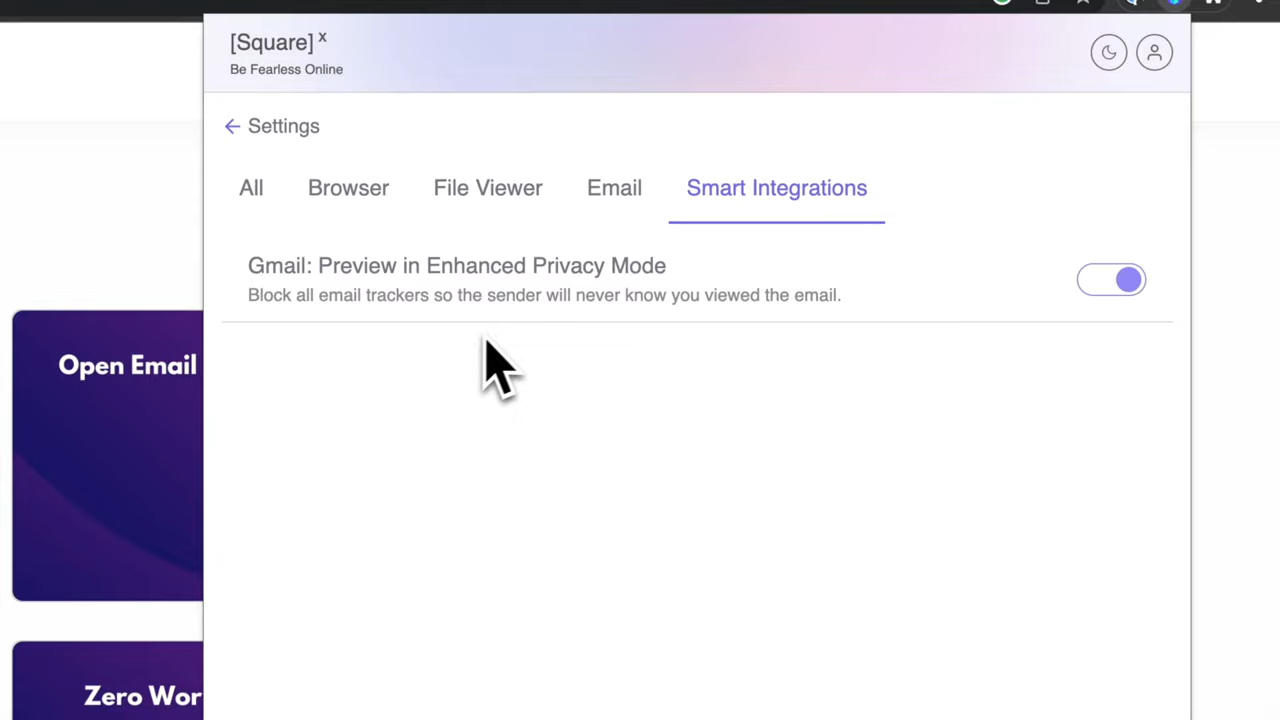 [Square] x
Be Fearless Online
← Settings
All
Browser
File Viewer
Email
Smart Integrations
Gmail: Preview in Enhanced Privacy Mode
Block all email trackers so the sender will never know you viewed the email.
Open Email
Zero Wor